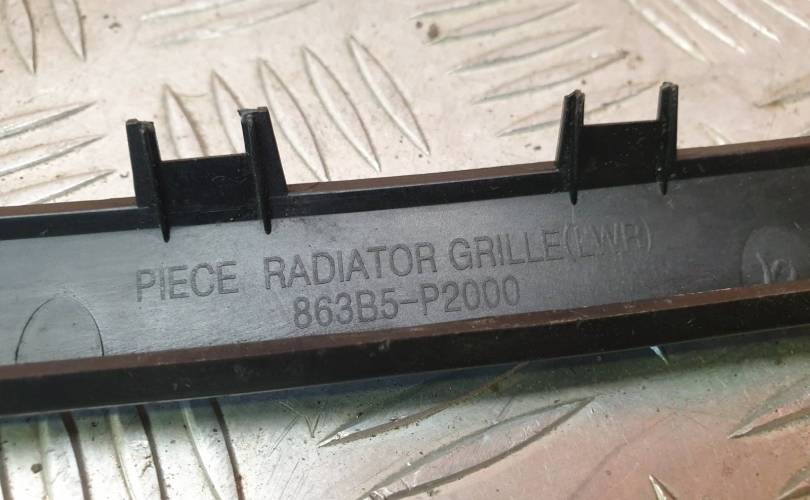 PIECE RADIATOR GRILLE(LWR)
863B5-P2000